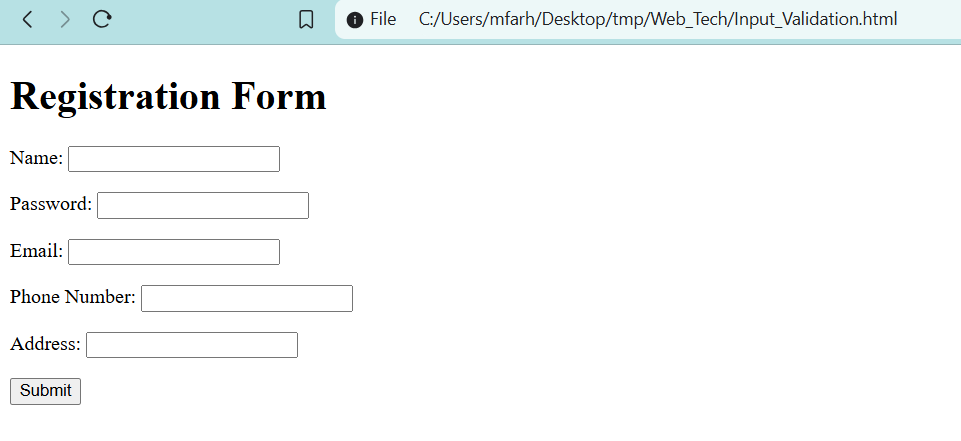 File C:/Users/mfarh/Desktop/tmp/Web_Tech/Input_Validation.html
Registration Form
Name:
Password:
Email:
Phone Number:
Address:
Submit